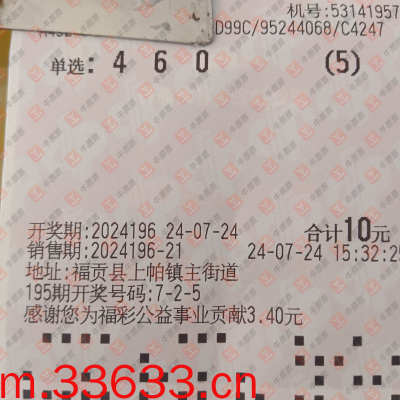 机号:53141957
D99C/95244068/C4247
单选: 4 6 0 (5)
开奖期:2024196 24-07-24 合计10元
销售期:2024196-21 24-07-24 15:32:25
地址:福贡县上帕镇主街道
195期开奖号码:7-2-5
感谢您为福彩公益事业贡献3.40元
m.33633.cn